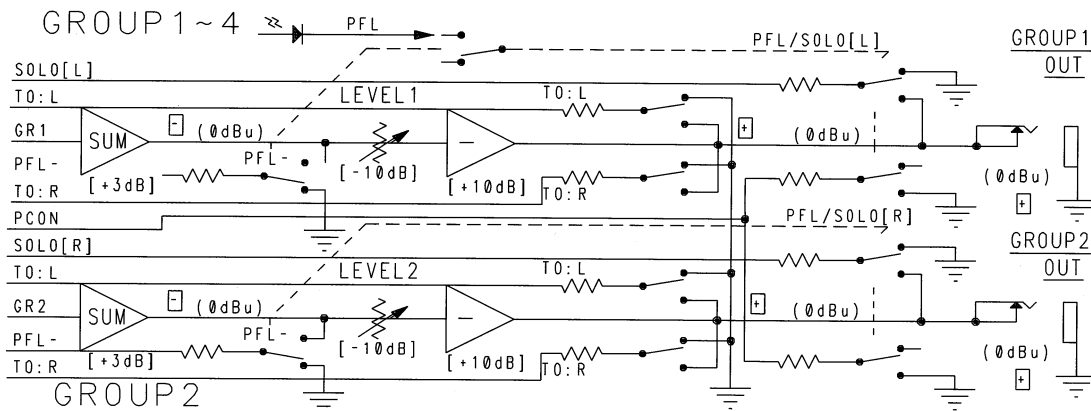 GROUP1~4
PFL
PFL/SOLO[L]
GROUP1
OUT
SOLO[L]
TO:L
LEVEL1
TO:L
GR1
SUM
-
(0dBu)
-
+
(0dBu)
PFL-
PFL-
[+3dB]
[-10dB]
[+10dB]
(0dBu)
+
TO:R
TO:R
PCON
PFL/SOLO[R]
SOLO[R]
GROUP2
OUT
TO:L
LEVEL2
TO:L
GR2
SUM
-
(0dBu)
-
+
(0dBu)
PFL-
PFL-
[+3dB]
[-10dB]
[+10dB]
(0dBu)
+
TO:R
TO:R
GROUP2